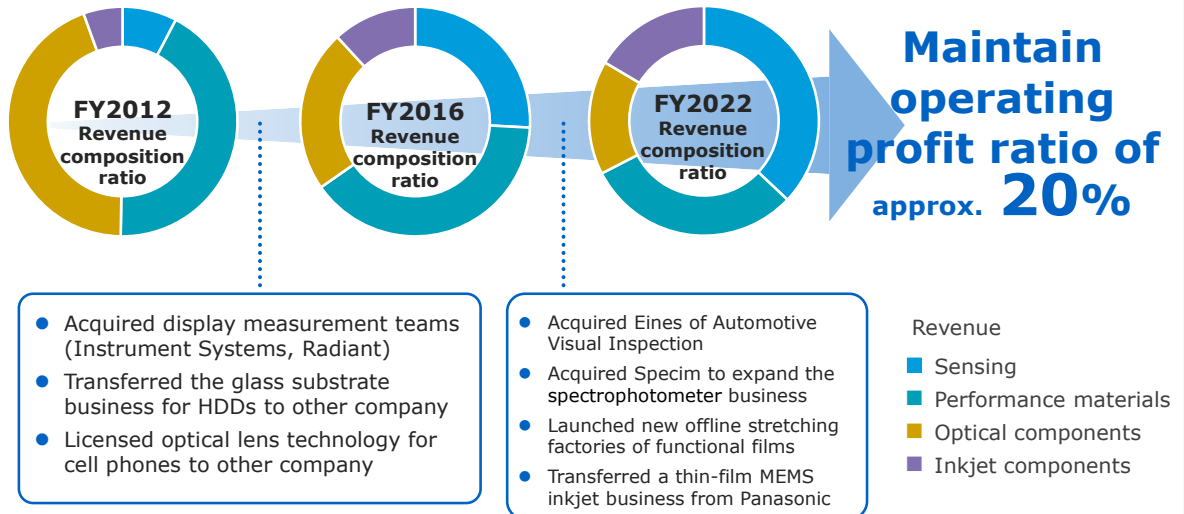 FY2012
Revenue
composition
ratio
FY2016
Revenue
composition
ratio
FY2022
Revenue
composition
ratio
Maintain
operating
profit ratio of
approx. 20%
● Acquired display measurement teams
(Instrument Systems, Radiant)
● Transferred the glass substrate
business for HDDs to other company
● Licensed optical lens technology for
cell phones to other company
● Acquired Eines of Automotive
Visual Inspection
● Acquired Specim to expand the
spectrophotometer business
● Launched new offline stretching
factories of functional films
● Transferred a thin-film MEMS
inkjet business from Panasonic
Revenue
Sensing
Performance materials
Optical components
Inkjet components